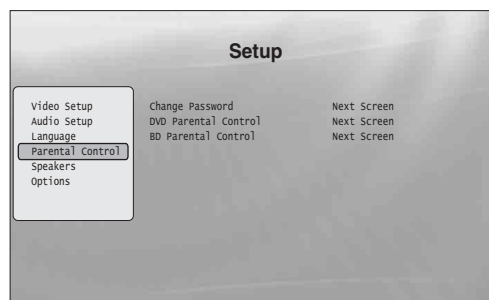 Setup
Video Setup
Audio Setup
Language
Parental Control
Speakers
Options
Change Password Next Screen
DVD Parental Control Next Screen
BD Parental Control Next Screen